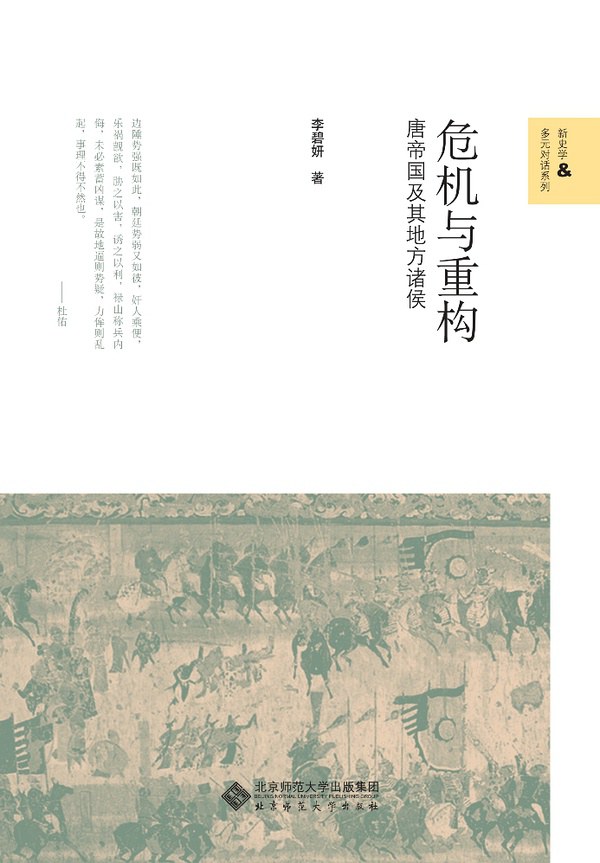 新史学&
多元对话系列
危机与重构
唐帝国及其地方诸侯
李碧妍 著
边陲势强既如此，朝廷势弱又如彼，奸人乘便，
乐祸觊欲，胁之以害，诱之以利，禄山称兵内
侮，未必素蓄凶谋，是故地逼则势疑，力侔则乱
起，事理不得不然也。
——杜佑
北京师范大学出版集团
BEIJING NORMAL UNIVERSITY PUBLISHING GROUP
北京师范大学出版社